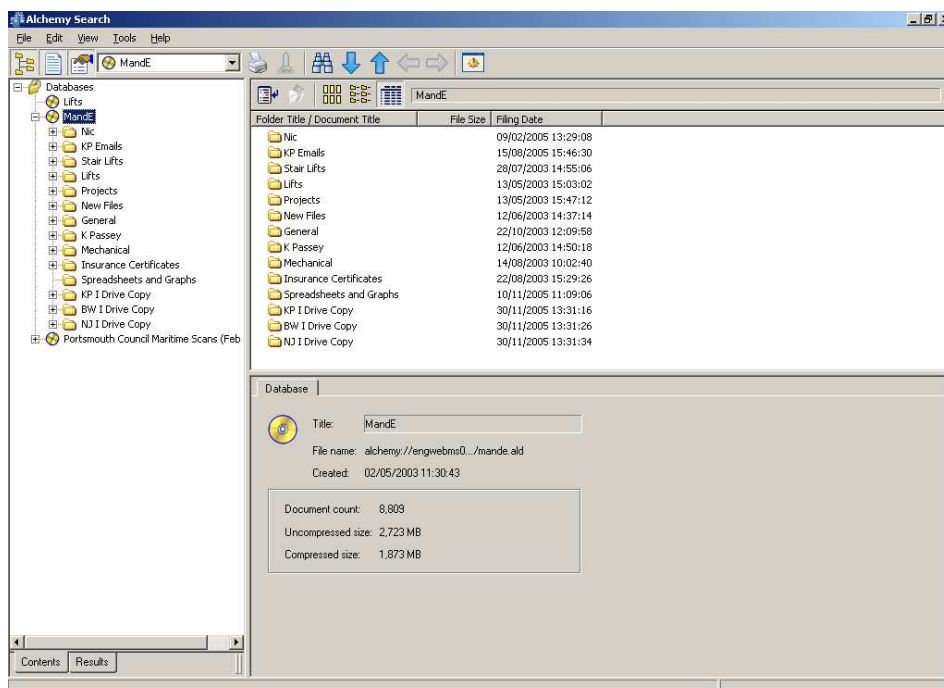 Alchemy Search
File Edit View Tools Help
MandE
Databases
Lifts
MandE
Nic
KP Emails
Stair Lifts
Lifts
Projects
New Files
General
K Passey
Mechanical
Insurance Certificates
Spreadsheets and Graphs
KP I Drive Copy
BW I Drive Copy
NJ I Drive Copy
Portsmouth Council Maritime Scans (Feb
Contents Results
MandE
Folder Title / Document Title File Size Filing Date
Nic 09/02/2005 13:29:08
KP Emails 15/08/2005 15:46:30
Stair Lifts 28/07/2003 14:55:06
Lifts 13/05/2003 15:03:02
Projects 13/05/2003 15:47:12
New Files 12/06/2003 14:37:14
General 22/10/2003 12:09:58
K Passey 12/06/2003 14:50:18
Mechanical 14/08/2003 10:02:40
Insurance Certificates 22/08/2003 15:29:26
Spreadsheets and Graphs 10/11/2005 11:09:06
KP I Drive Copy 30/11/2005 13:31:16
BW I Drive Copy 30/11/2005 13:31:26
NJ I Drive Copy 30/11/2005 13:31:34
Database
Title: MandE
File name: alchemy://engwebms0.../mande.ald
Created: 02/05/2003 11:30:43
Document count: 8,809
Uncompressed size: 2,723 MB
Compressed size: 1,873 MB